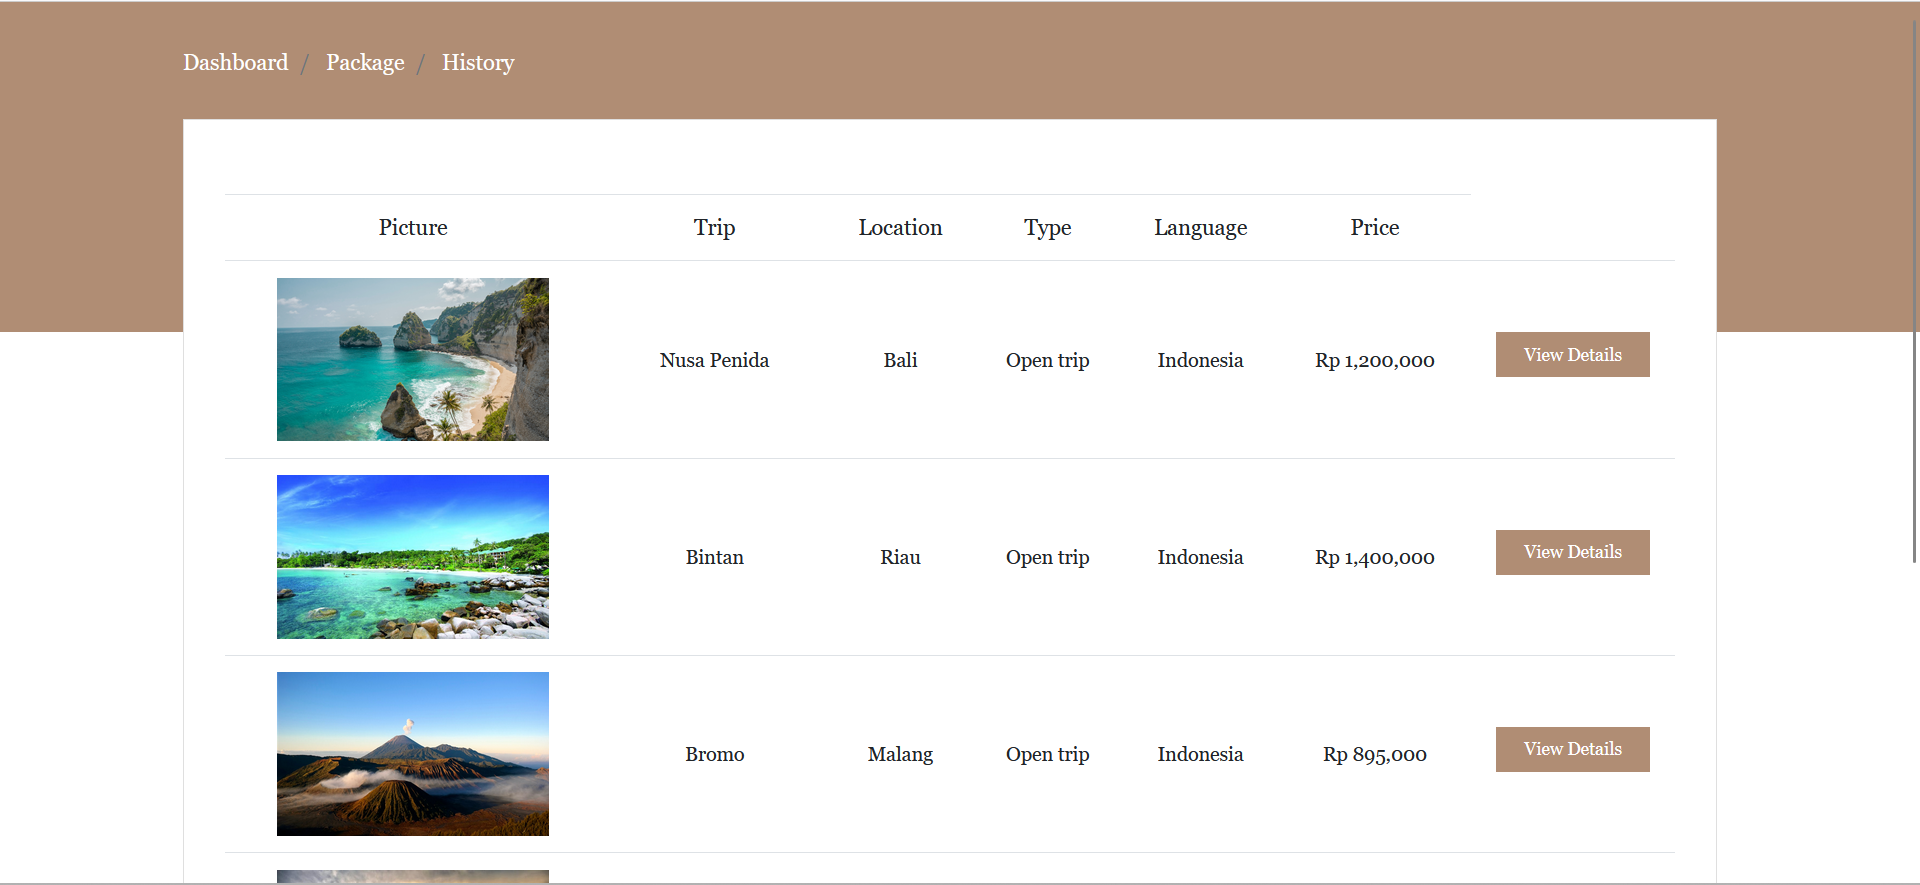 Dashboard / Package / History
Picture Trip Location Type Language Price
Nusa Penida Bali Open trip Indonesia Rp 1,200,000 View Details
Bintan Riau Open trip Indonesia Rp 1,400,000 View Details
Bromo Malang Open trip Indonesia Rp 895,000 View Details